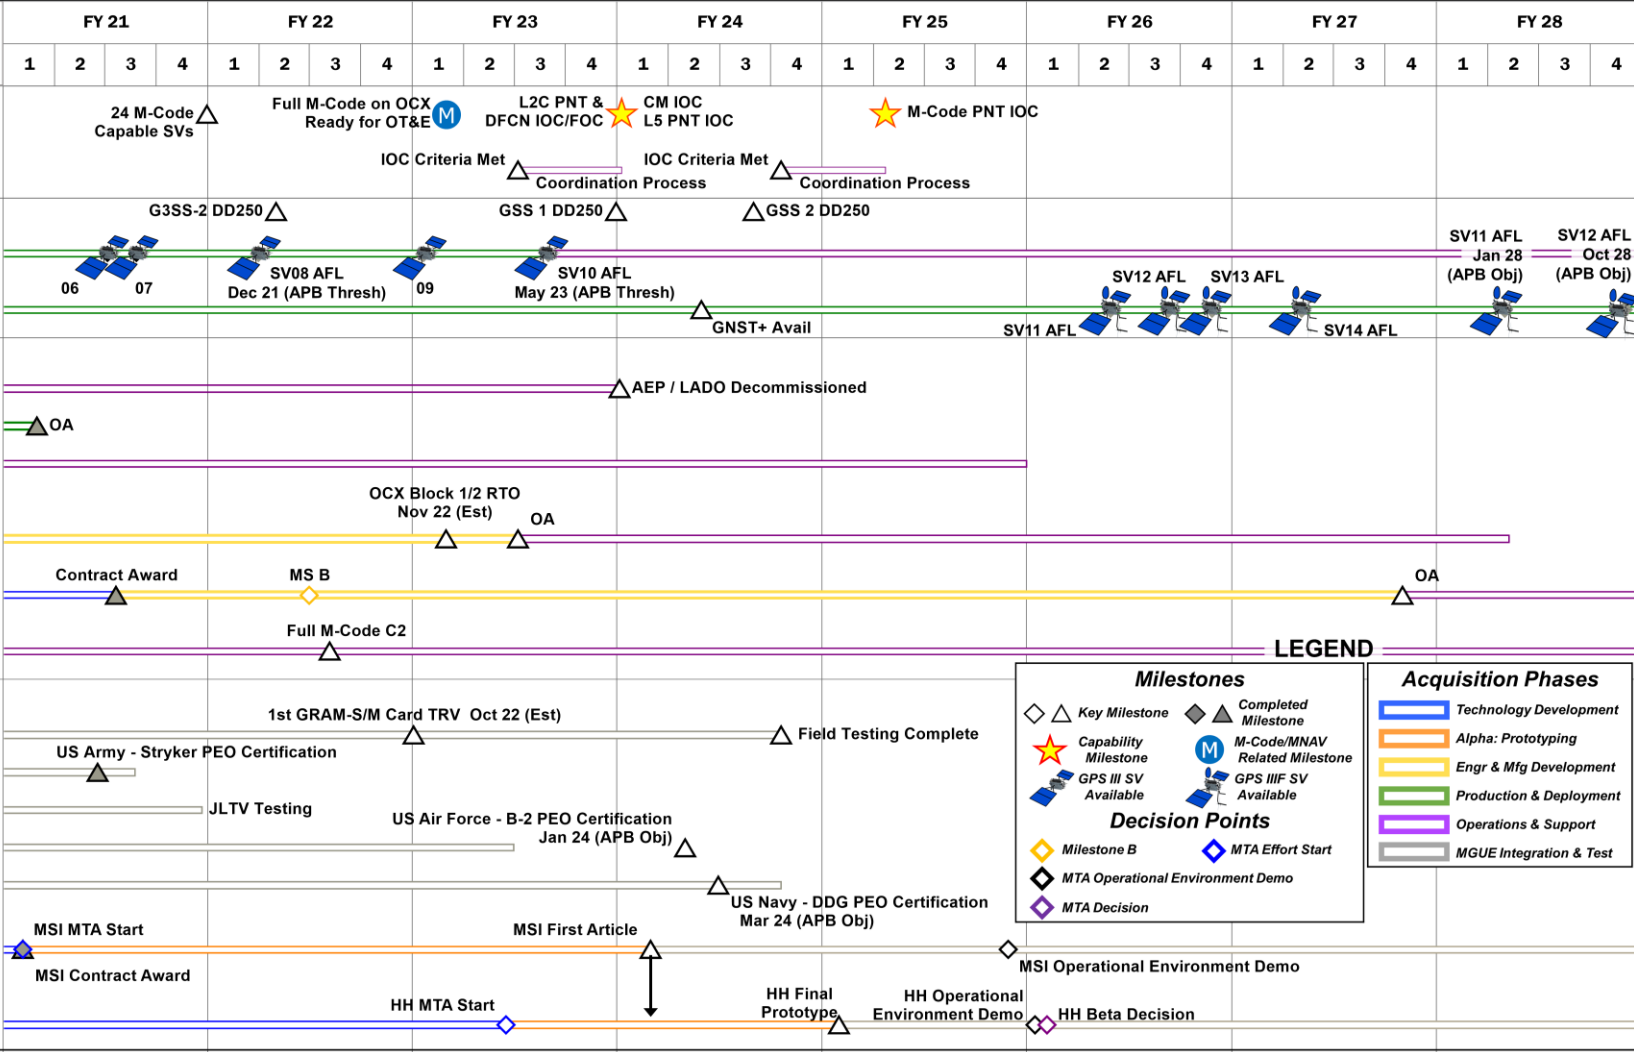 FY 21 FY 22 FY 23 FY 24 FY 25 FY 26 FY 27 FY 28
1 2 3 4 1 2 3 4 1 2 3 4 1 2 3 4 1 2 3 4 1 2 3 4 1 2 3 4 1 2 3 4
24 M-Code
Capable SVs
Full M-Code on OCX
Ready for OT&E
M
L2C PNT &
DFCN IOC/FOC
CM IOC
L5 PNT IOC
M-Code PNT IOC
IOC Criteria Met
Coordination Process
IOC Criteria Met
Coordination Process
G3SS-2 DD250
GSS 1 DD250
GSS 2 DD250
06
07
SV08 AFL
Dec 21 (APB Thresh)
09
SV10 AFL
May 23 (APB Thresh)
SV11 AFL
Jan 28
(APB Obj)
SV12 AFL
Oct 28
(APB Obj)
GNST+ Avail
SV11 AFL
SV12 AFL
SV13 AFL
SV14 AFL
AEP / LADO Decommissioned
OA
OCX Block 1/2 RTO
Nov 22 (Est)
OA
Contract Award
MS B
OA
Full M-Code C2
1st GRAM-S/M Card TRV Oct 22 (Est)
Field Testing Complete
US Army - Stryker PEO Certification
JLTV Testing
US Air Force - B-2 PEO Certification
Jan 24 (APB Obj)
US Navy - DDG PEO Certification
Mar 24 (APB Obj)
MSI MTA Start
MSI Contract Award
MSI First Article
MSI Operational Environment Demo
HH MTA Start
HH Final
Prototype
HH Operational
Environment Demo
HH Beta Decision
LEGEND
Milestones
Key Milestone
Completed
Milestone
Capability
Milestone
M
M-Code/MNAV
Related Milestone
GPS III SV
Available
GPS IIIF SV
Available
Decision Points
Milestone B
MTA Effort Start
MTA Operational Environment Demo
MTA Decision
Acquisition Phases
Technology Development
Alpha: Prototyping
Engr & Mfg Development
Production & Deployment
Operations & Support
MGUE Integration & Test